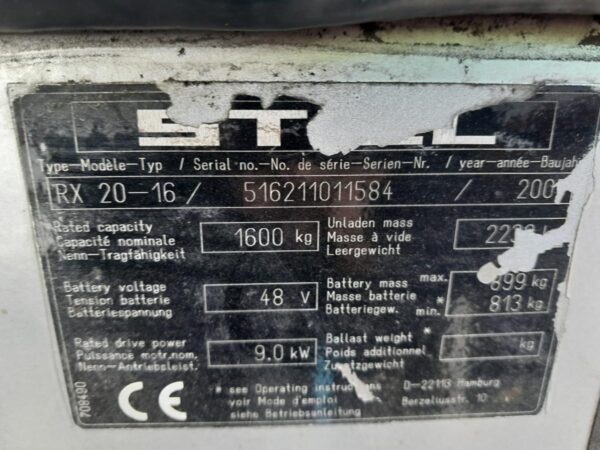 Type-Modèle-Typ / Serial no.-No. de série-Serien-Nr. / year-année-Baujahr
RX 20-16 / 516211011584 /
Rated capacity
Capacité nominale
Nenn-Tragfähigkeit
1600 kg
Unladen mass
Masse à vide
Leergewicht
Battery voltage
Tension batterie
Batteriespannung
48 V
Battery mass max. 899 kg
Masse batterie *
Batteriegew. min. 813 kg
Rated drive power
Puissance motr.nom.
Nenn-Antriebsleist.
9.0 kW
Ballast weight *
Poids additionnel
Zusatzgewicht
kg
* see Operating instructions
voir Mode d'emploi
siehe Betriebsanleitung
D-22113 Hamburg
Berzeliusstr. 10
CE